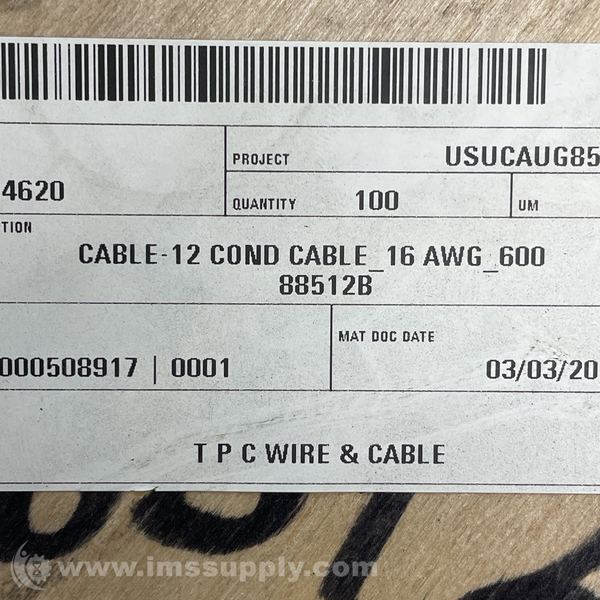 PROJECT USUCAUG85
4620
QUANTITY 100 UM
TION
CABLE-12 COND CABLE_16 AWG_600
88512B
MAT DOC DATE
000508917 | 0001 03/03/20
T P C WIRE & CABLE
www.imssupply.com